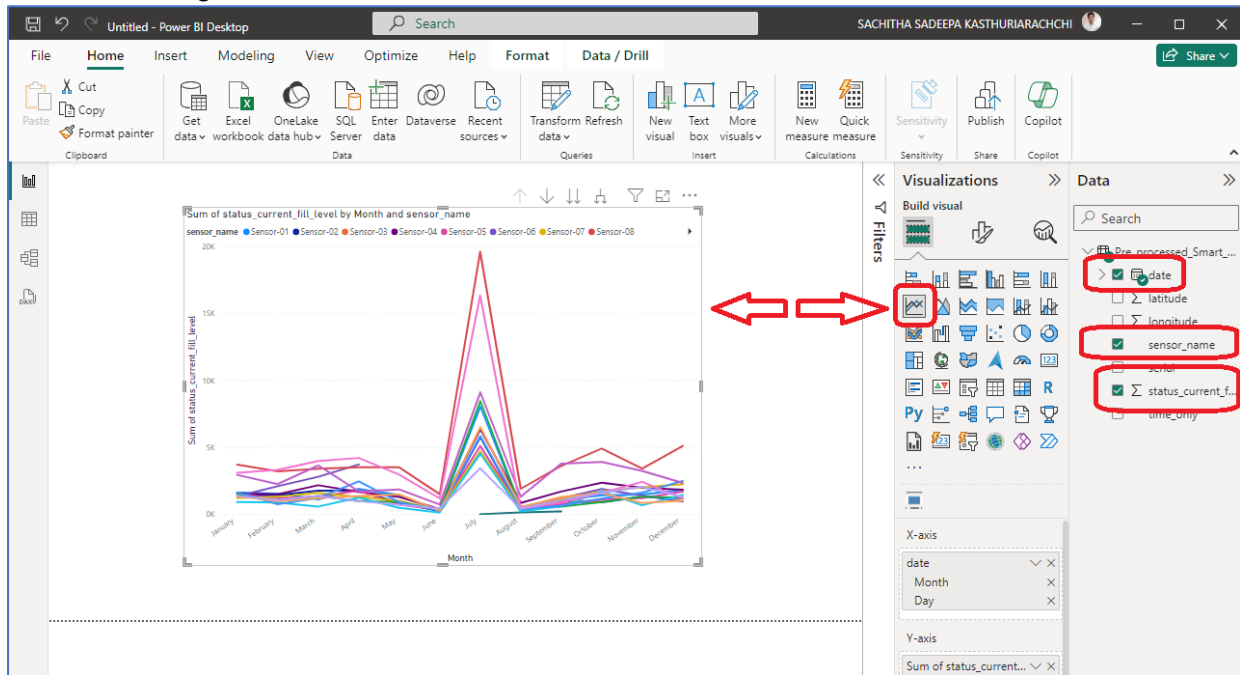 Untitled - Power BI Desktop
Search
SACHITHA SADEEPA KASTHURIARACHCHI
File Home Insert Modeling View Optimize Help Format Data / Drill
Share
Paste
Cut
Copy
Format painter
Clipboard
Get data
Excel workbook
OneLake data hub
SQL Server
Enter data
Dataverse
Recent sources
Data
Transform data
Refresh
Queries
New visual
Text box
More visuals
Insert
New measure
Quick measure
Calculations
Sensitivity
Sensitivity
Publish
Share
Copilot
Copilot
Sum of status_current_fill_level by Month and sensor_name
sensor_name Sensor-01 Sensor-02 Sensor-03 Sensor-04 Sensor-05 Sensor-06 Sensor-07 Sensor-08
20K
15K
10K
5K
0K
Sum of status_current_fill_level
January February March April May June July August September October November December
Month
Filters
Visualizations
Build visual
123
R
Py
123
...
X-axis
date
Month
Day
Y-axis
Sum of status_current...
Data
Search
Pre_processed_Smart_...
date
latitude
longitude
sensor_name
status_current_f...
time_only